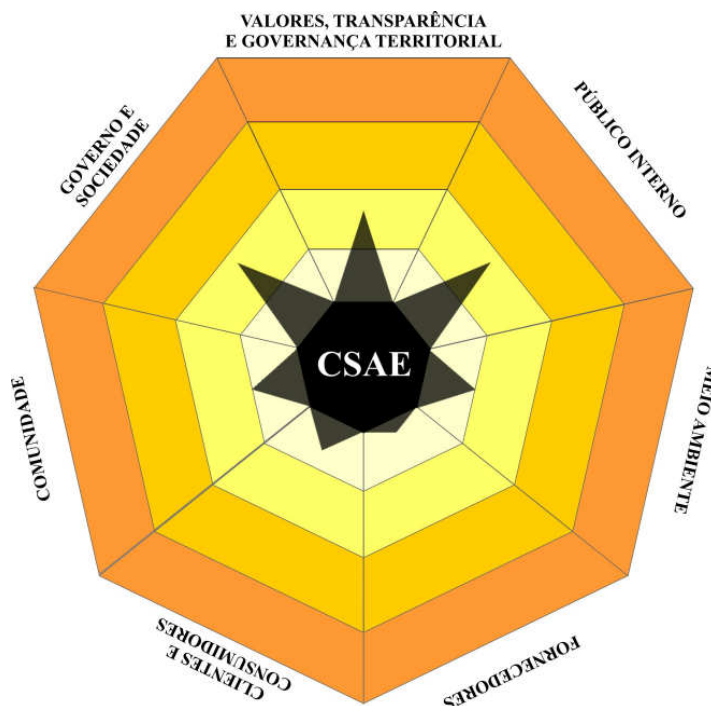 VALORES, TRANSPARÊNCIA
E GOVERNANÇA TERRITORIAL
GOVERNO E
SOCIEDADE
PÚBLICO INTERNO
CSAE
COMUNIDADE
MEIO AMBIENTE
CLIENTES E
CONSUMIDORES
FORNECEDORES